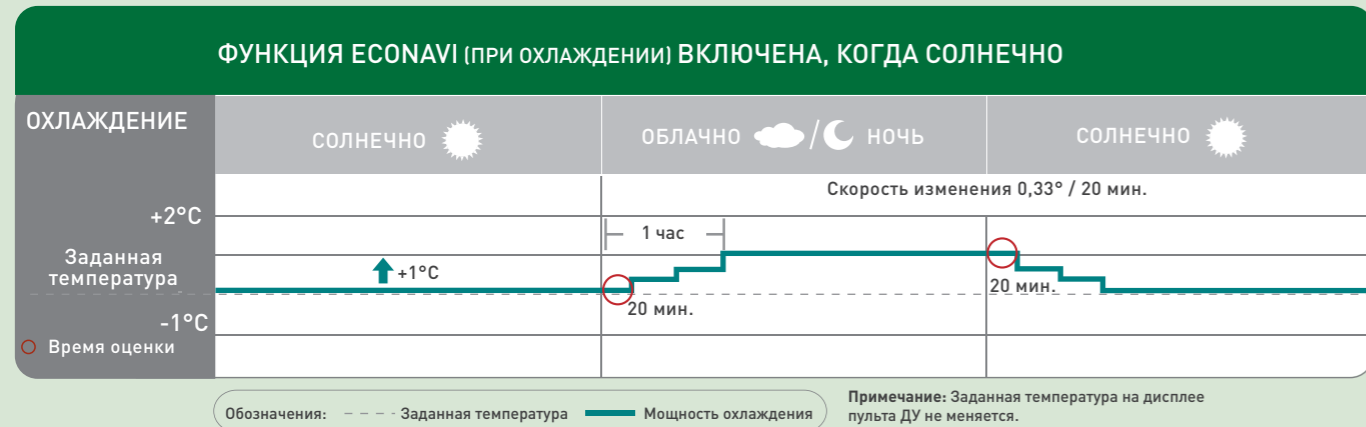 ФУНКЦИЯ ECONAVI (ПРИ ОХЛАЖДЕНИИ) ВКЛЮЧЕНА, КОГДА СОЛНЕЧНО
ОХЛАЖДЕНИЕ
СОЛНЕЧНО
ОБЛАЧНО / НОЧЬ
СОЛНЕЧНО
Скорость изменения 0,33° / 20 мин.
+2°C
1 час
Заданная
температура
+1°C
20 мин.
20 мин.
-1°C
Время оценки
Обозначения: Заданная температура Мощность охлаждения
Примечание: Заданная температура на дисплее
пульта ДУ не меняется.